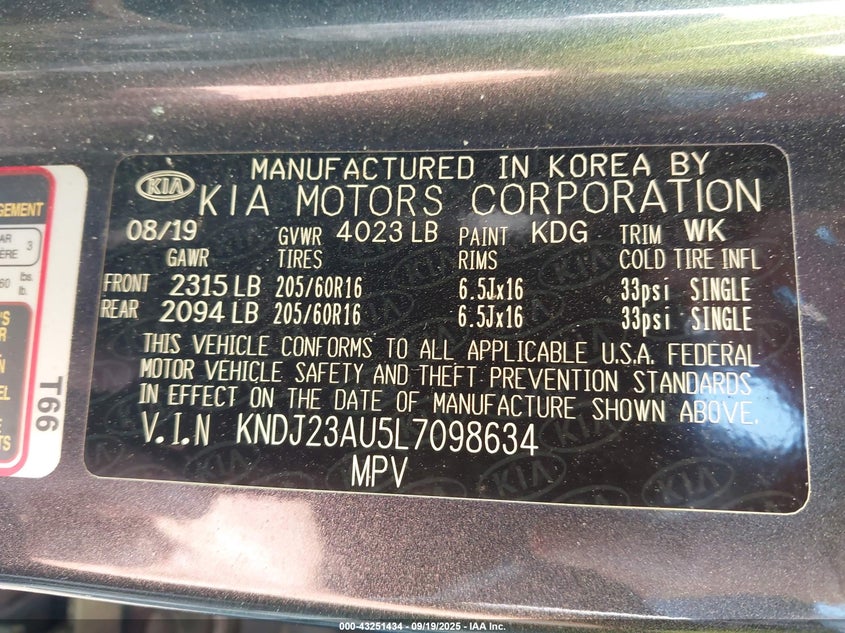 MANUFACTURED IN KOREA BY
KIA KIA MOTORS CORPORATION
08/19 GVWR 4023 LB PAINT KDG TRIM WK
GAWR TIRES RIMS COLD TIRE INFL
FRONT 2315 LB 205/60R16 6.5Jx16 33psi SINGLE
REAR 2094 LB 205/60R16 6.5Jx16 33psi SINGLE
THIS VEHICLE CONFORMS TO ALL APPLICABLE U.S.A. FEDERAL
MOTOR VEHICLE SAFETY AND THEFT PREVENTION STANDARDS
IN EFFECT ON THE DATE OF MANUFACTURE SHOWN ABOVE.
V.I.N KNDJ23AU5L7098634
MPV
T66
3
lbs.
000-43251434 - 09/19/2025 - IAA Inc.